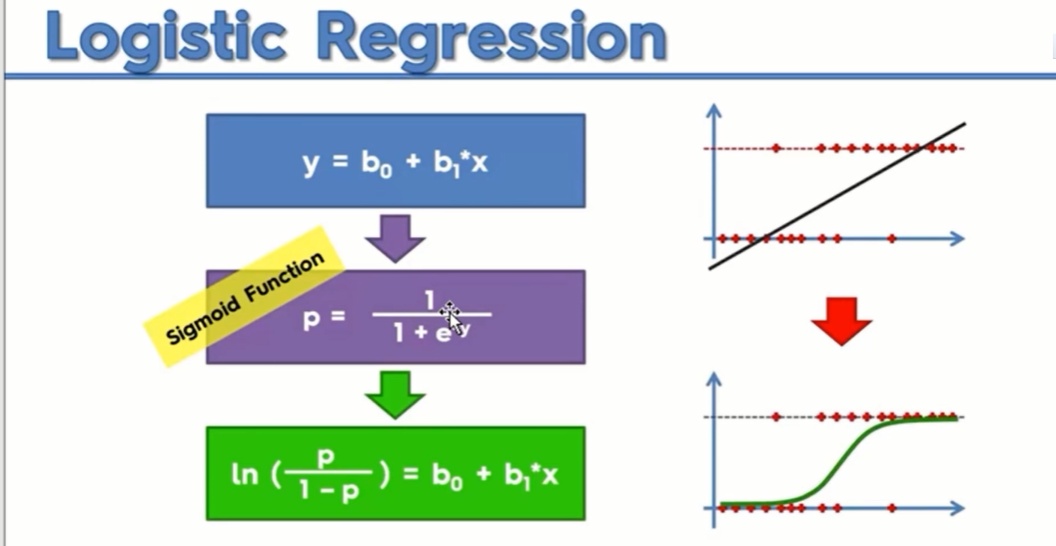 Logistic Regression
y = b₀ + b₁*x
Sigmoid Function
p = 1 / 1 + e⁻ʸ
ln ( p / 1 - p ) = b₀ + b₁*x